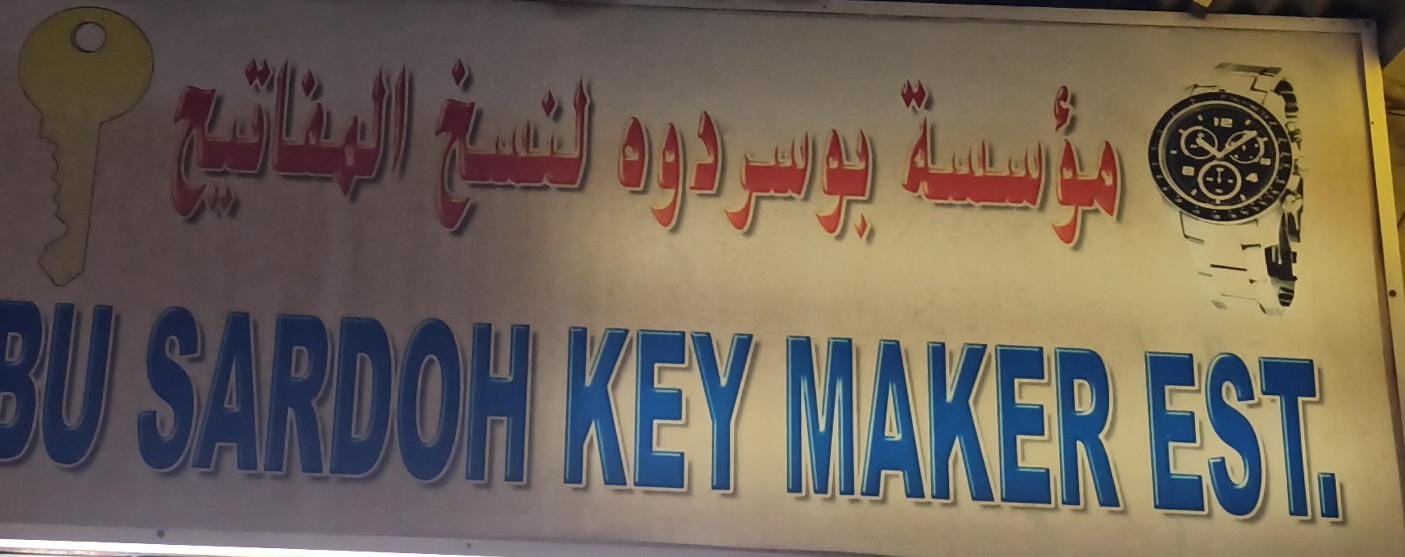 مؤسسة بوسردوه لنسخ المفاتيح
BU SARDOH KEY MAKER EST.